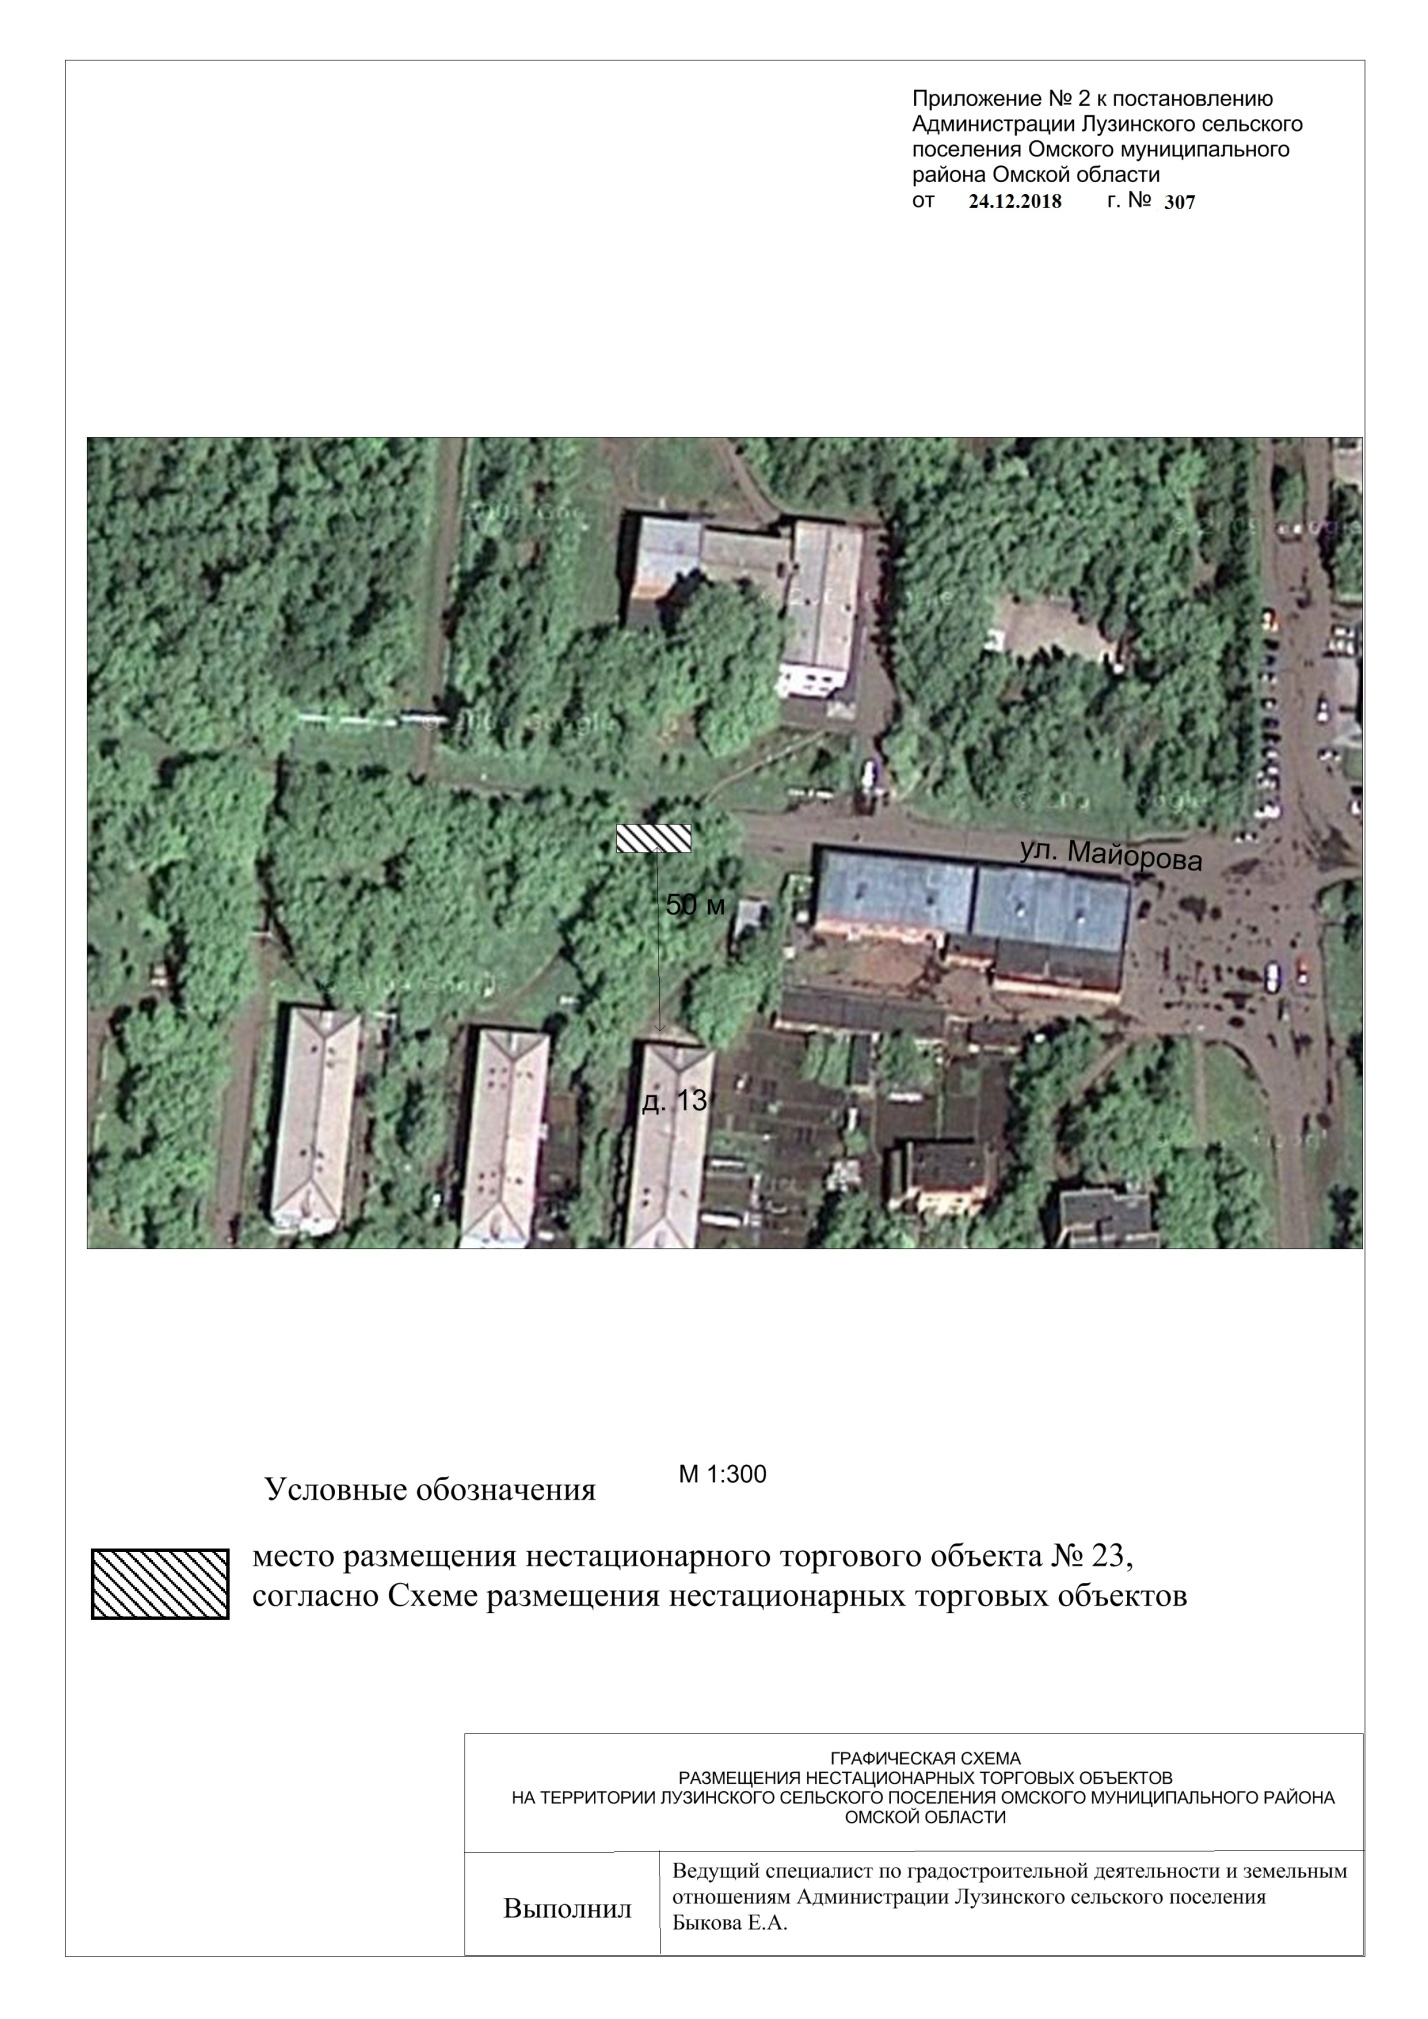 Приложение № 2 к постановлению
Администрации Лузинского сельского
поселения Омского муниципального
района Омской области
от 24.12.2018 г. № 307
ул. Майорова
50 м
д. 13
М 1:300
Условные обозначения
место размещения нестационарного торгового объекта № 23,
согласно Схеме размещения нестационарных торговых объектов
ГРАФИЧЕСКАЯ СХЕМА
РАЗМЕЩЕНИЯ НЕСТАЦИОНАРНЫХ ТОРГОВЫХ ОБЪЕКТОВ
НА ТЕРРИТОРИИ ЛУЗИНСКОГО СЕЛЬСКОГО ПОСЕЛЕНИЯ ОМСКОГО МУНИЦИПАЛЬНОГО РАЙОНА
ОМСКОЙ ОБЛАСТИ
Выполнил
Ведущий специалист по градостроительной деятельности и земельным
отношениям Администрации Лузинского сельского поселения
Быкова Е.А.